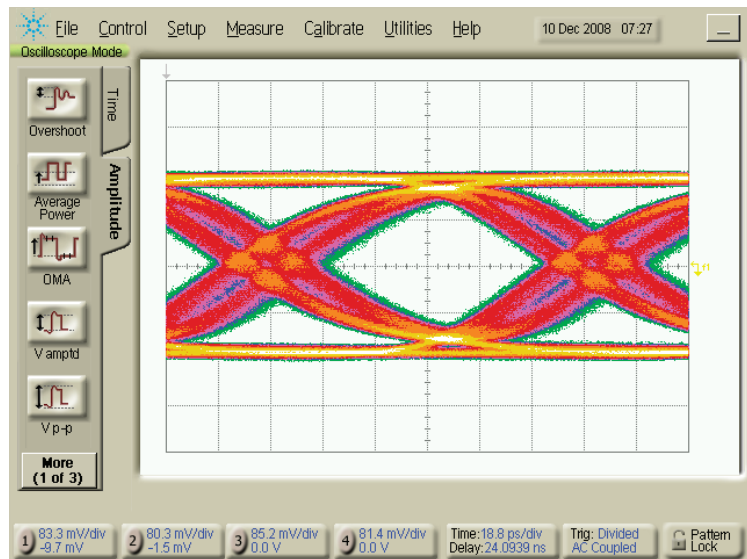 File Control Setup Measure Calibrate Utilities Help 10 Dec 2008 07:27
Oscilloscope Mode
Time
Amplitude
Overshoot
Average
Power
OMA
V amptd
V p-p
More
(1 of 3)
1
1) 83.3 mV/div
-9.7 mV
2) 80.3 mV/div
-1.5 mV
3) 85.2 mV/div
0.0 V
4) 81.4 mV/div
0.0 V
Time:18.8 ps/div
Delay:24.0939 ns
Trig: Divided
AC Coupled
Pattern
Lock